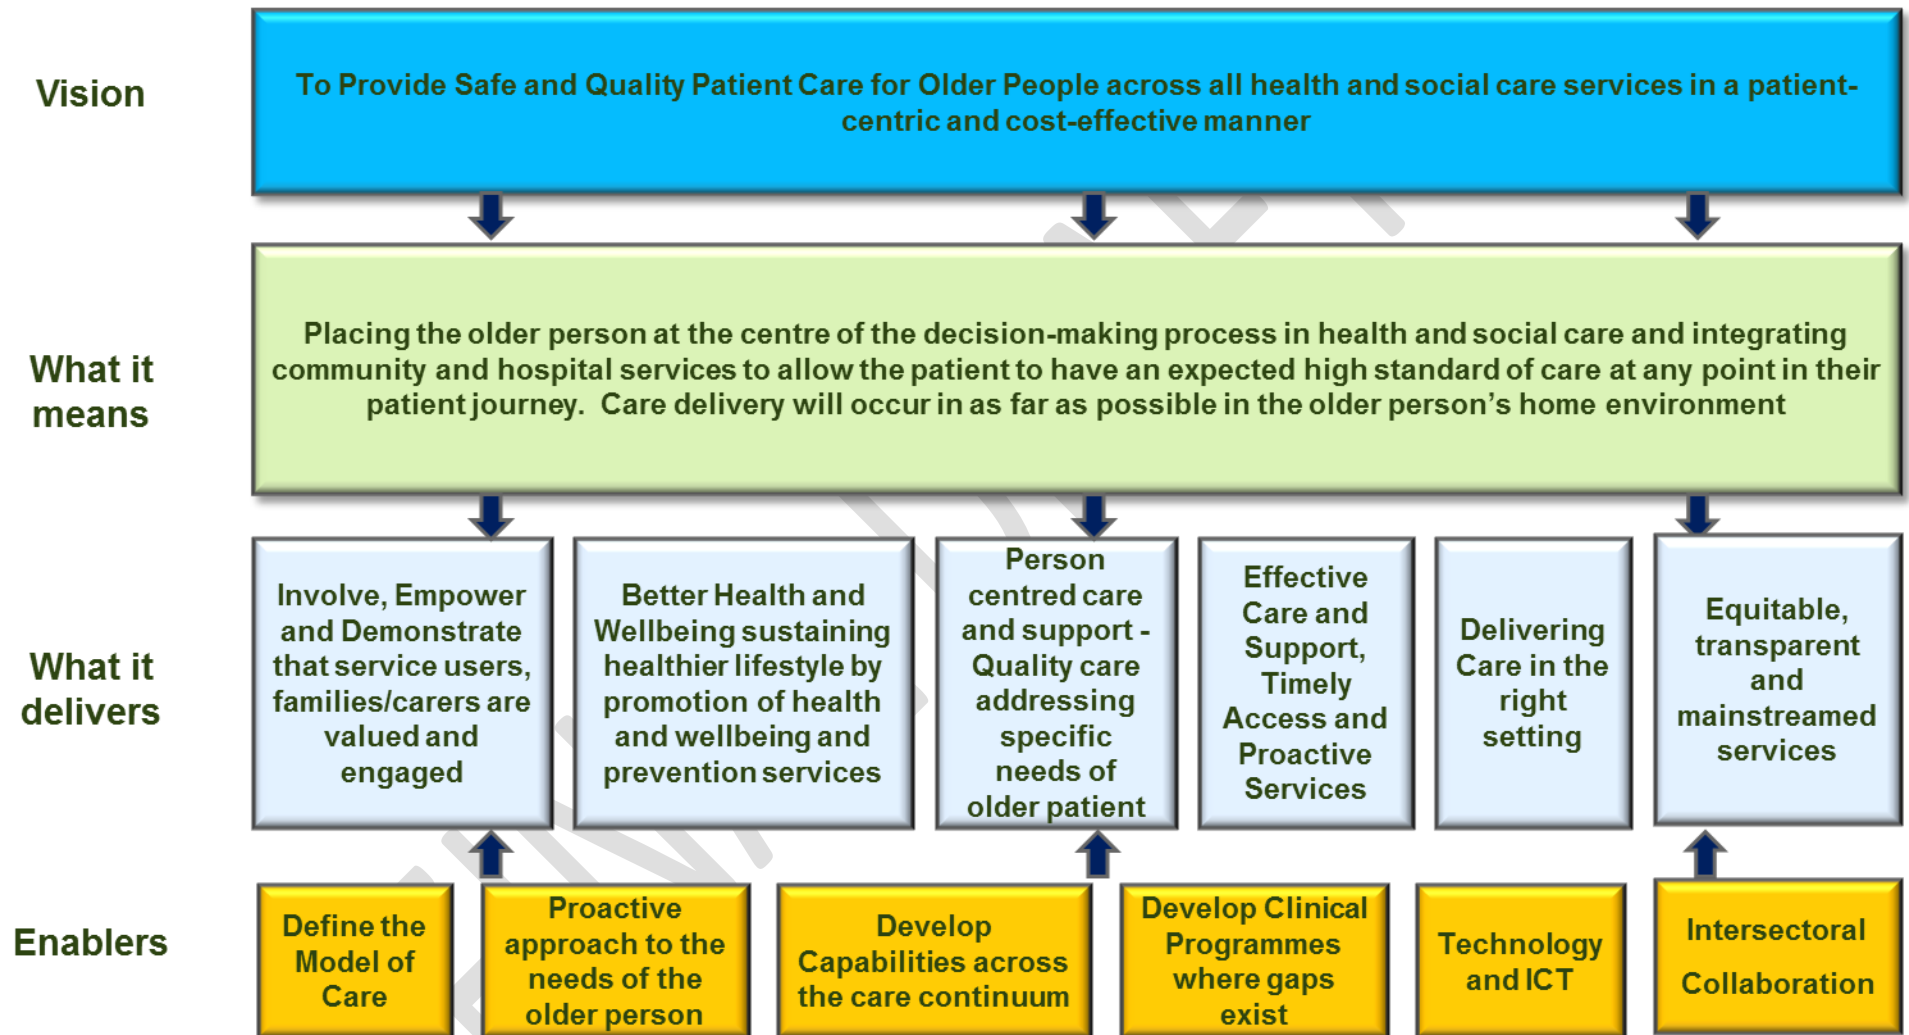 Vision
To Provide Safe and Quality Patient Care for Older People across all health and social care services in a patient-
centric and cost-effective manner
What it
means
Placing the older person at the centre of the decision-making process in health and social care and integrating
community and hospital services to allow the patient to have an expected high standard of care at any point in their
patient journey.  Care delivery will occur in as far as possible in the older person's home environment
What it
delivers
Involve, Empower
and Demonstrate
that service users,
families/carers are
valued and
engaged
Better Health and
Wellbeing sustaining
healthier lifestyle by
promotion of health
and wellbeing and
prevention services
Person
centred care
and support -
Quality care
addressing
specific
needs of
older patient
Effective
Care and
Support,
Timely
Access and
Proactive
Services
Delivering
Care in the
right
setting
Equitable,
transparent
and
mainstreamed
services
Enablers
Define the
Model of
Care
Proactive
approach to the
needs of the
older person
Develop
Capabilities across
the care continuum
Develop Clinical
Programmes
where gaps
exist
Technology
and ICT
Intersectoral
Collaboration